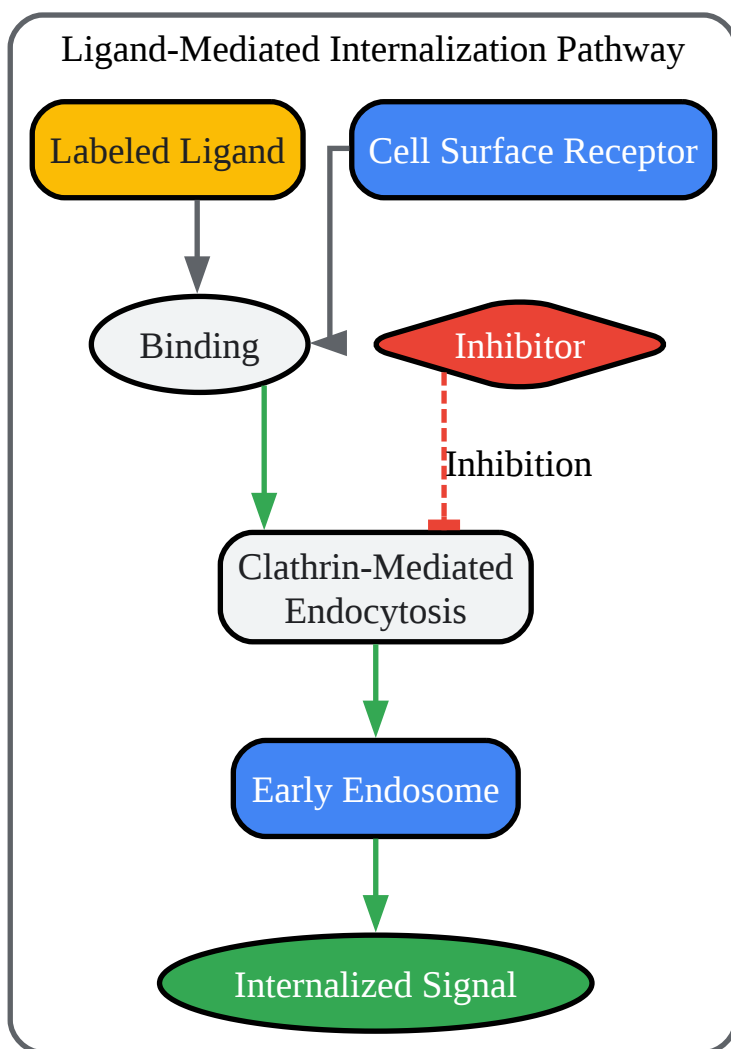 Ligand-Mediated Internalization Pathway
Labeled Ligand
Cell Surface Receptor
Binding
Inhibitor
Inhibition
Clathrin-Mediated
Endocytosis
Early Endosome
Internalized Signal